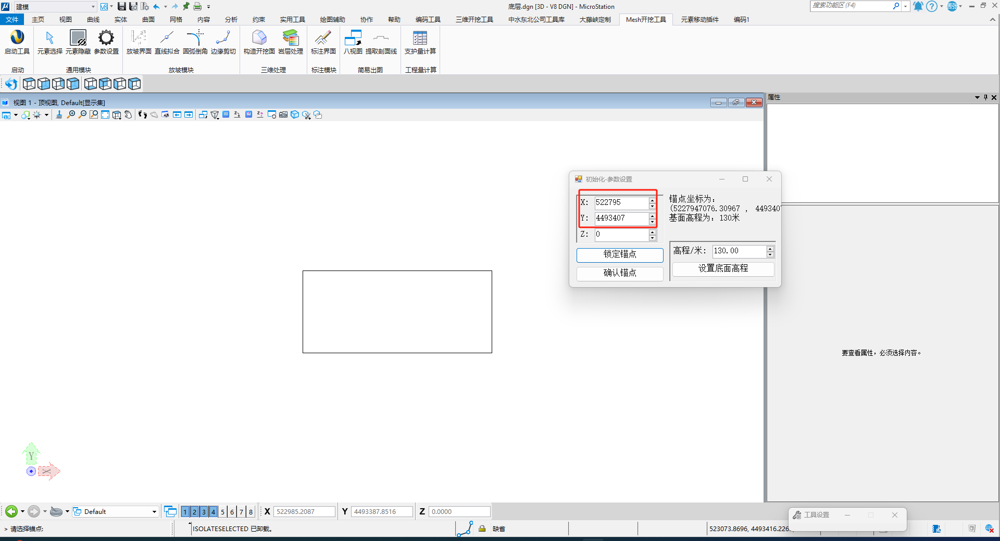 建模
底层.dgn [3D - V8 DGN] - MicroStation
搜索功能区 (F4)
文件 主页 视图 曲线 实体 曲面 网格 内容 分析 约束 实用工具 绘图辅助 协作 帮助 编码工具 三维开挖工具 中水东北公司工具库 大藤峡定制 Mesh开挖工具 元素移动插件 编码1
启动工具 元素选择 元素隐藏 参数设置 放坡界面 直线拟合 圆弧倒角 边缘剪切 构造开挖面 岩层处理 标注界面 八视图 提取剖面线 支护量计算
启动 通用模块 放坡模块 三维处理 标注模块 简易出图 工程量计算
视图 1 - 顶视图, Default[显示集]
属性
初始化-参数设置
X: 522795
Y: 4493407
Z: 0
锁定锚点
确认锚点
锚点坐标为:
(5227947076.30967 , 449340
基面高程为: 130米
高程/米: 130.00
设置底面高程
要查看属性，必须选择内容。
Y
X
Default
1 2 3 4 5 6 7 8
X 522985.2087
Y 4493387.8516
Z 0.0000
工具设置
> 请选择锚点:
ISOLATESELECTED 已卸载。
缺省
523073.8696, 4493416.226